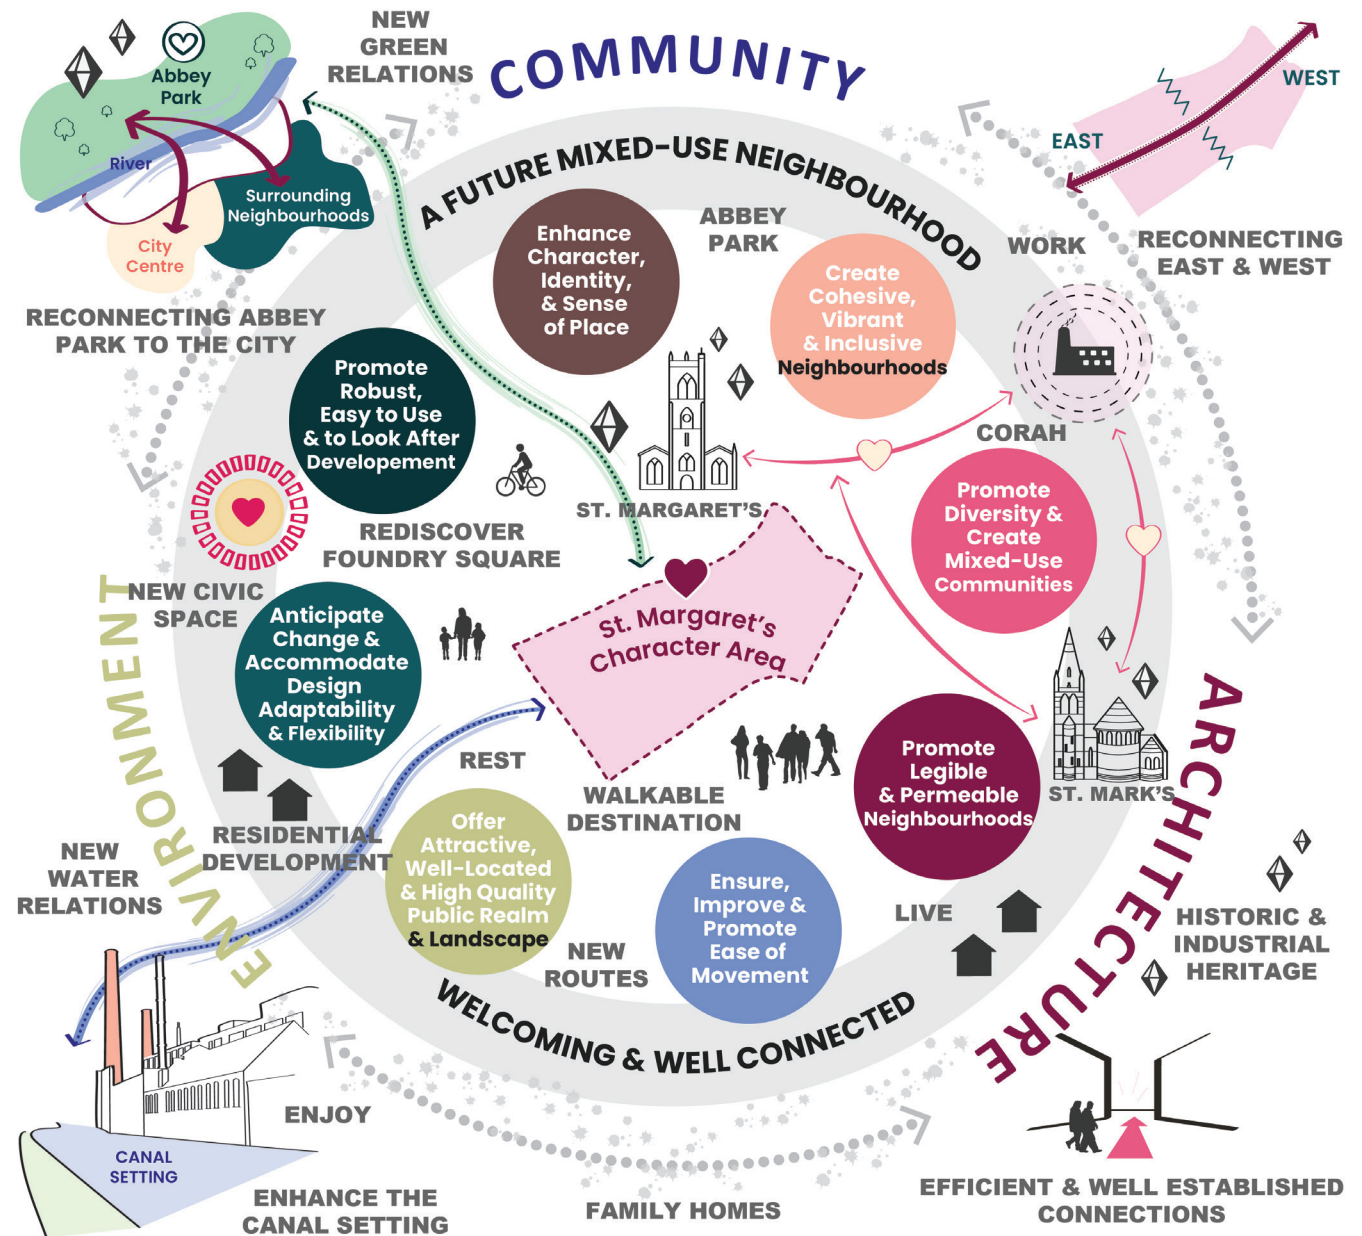 NEW
GREEN
RELATIONS
COMMUNITY
Abbey
Park
River
Surrounding
Neighbourhoods
City
Centre
RECONNECTING ABBEY
PARK TO THE CITY
WEST
EAST
RECONNECTING
EAST & WEST
A FUTURE MIXED-USE NEIGHBOURHOOD
ABBEY
PARK
WORK
Enhance
Character,
Identity,
& Sense
of Place
Create
Cohesive,
Vibrant
& Inclusive
Neighbourhoods
Promote
Robust,
Easy to Use
& to Look After
Developement
CORAH
ST. MARGARET'S
REDISCOVER
FOUNDRY SQUARE
Promote
Diversity &
Create
Mixed-Use
Communities
NEW CIVIC
SPACE
ENVIRONMENT
Anticipate
Change &
Accommodate
Design
Adaptability
& Flexibility
St. Margaret's
Character Area
ARCHITECTURE
REST
Promote
Legible
& Permeable
Neighbourhoods
ST. MARK'S
WALKABLE
DESTINATION
RESIDENTIAL
DEVELOPMENT
NEW
WATER
RELATIONS
Offer
Attractive,
Well-Located
& High Quality
Public Realm
& Landscape
Ensure,
Improve &
Promote
Ease of
Movement
LIVE
NEW
ROUTES
HISTORIC &
INDUSTRIAL
HERITAGE
WELCOMING & WELL CONNECTED
ENJOY
CANAL
SETTING
ENHANCE THE
CANAL SETTING
FAMILY HOMES
EFFICIENT & WELL ESTABLISHED
CONNECTIONS